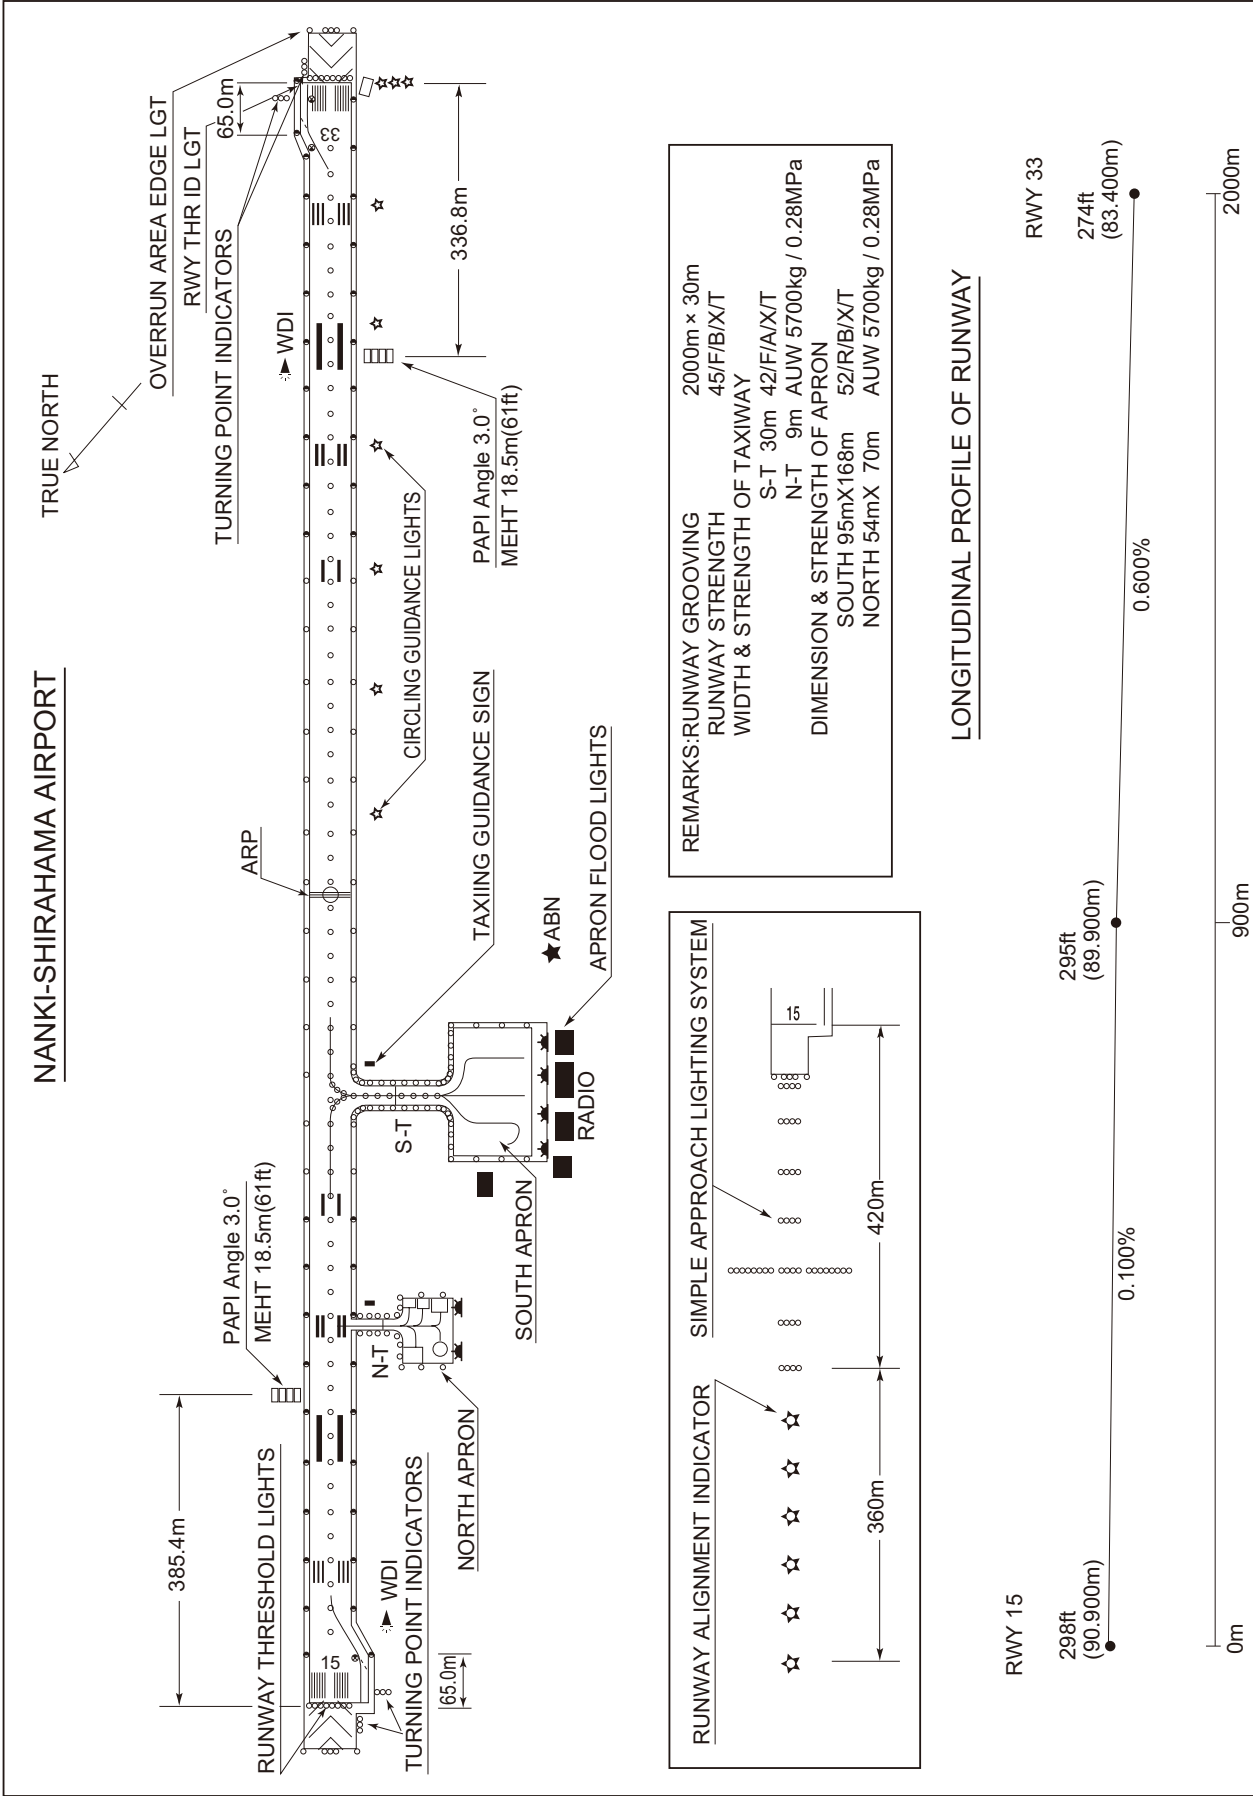 NANKI-SHIRAHAMA AIRPORT
TRUE NORTH
OVERRUN AREA EDGE LGT
RWY THR ID LGT
TURNING POINT INDICATORS
65.0m
WDI
33
336.8m
PAPI Angle 3.0°
MEHT 18.5m(61ft)
CIRCLING GUIDANCE LIGHTS
ARP
TAXIING GUIDANCE SIGN
ABN
APRON FLOOD LIGHTS
RADIO
S-T
SOUTH APRON
PAPI Angle 3.0°
MEHT 18.5m(61ft)
N-T
NORTH APRON
385.4m
RUNWAY THRESHOLD LIGHTS
15
WDI
TURNING POINT INDICATORS
65.0m
RUNWAY ALIGNMENT INDICATOR
SIMPLE APPROACH LIGHTING SYSTEM
15
360m
420m
REMARKS:RUNWAY GROOVING 2000m × 30m
RUNWAY STRENGTH 45/F/B/X/T
WIDTH & STRENGTH OF TAXIWAY
S-T 30m 42/F/A/X/T
N-T 9m AUW 5700kg / 0.28MPa
DIMENSION & STRENGTH OF APRON
SOUTH 95mX168m 52/R/B/X/T
NORTH 54mX 70m AUW 5700kg / 0.28MPa
LONGITUDINAL PROFILE OF RUNWAY
RWY 15
298ft
(90.900m)
0.100%
295ft
(89.900m)
0.600%
RWY 33
274ft
(83.400m)
0m
900m
2000m